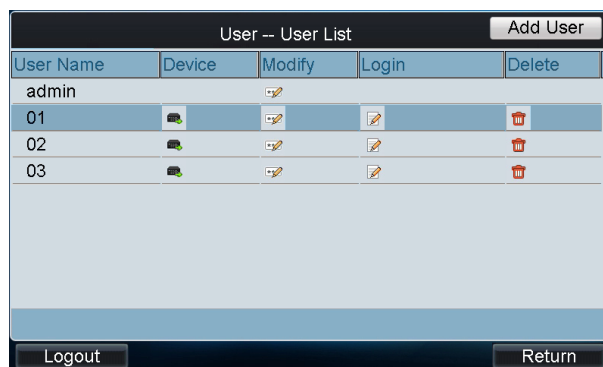 User -- User List
Add User
User Name Device Modify Login Delete
admin
01
02
03
Logout Return